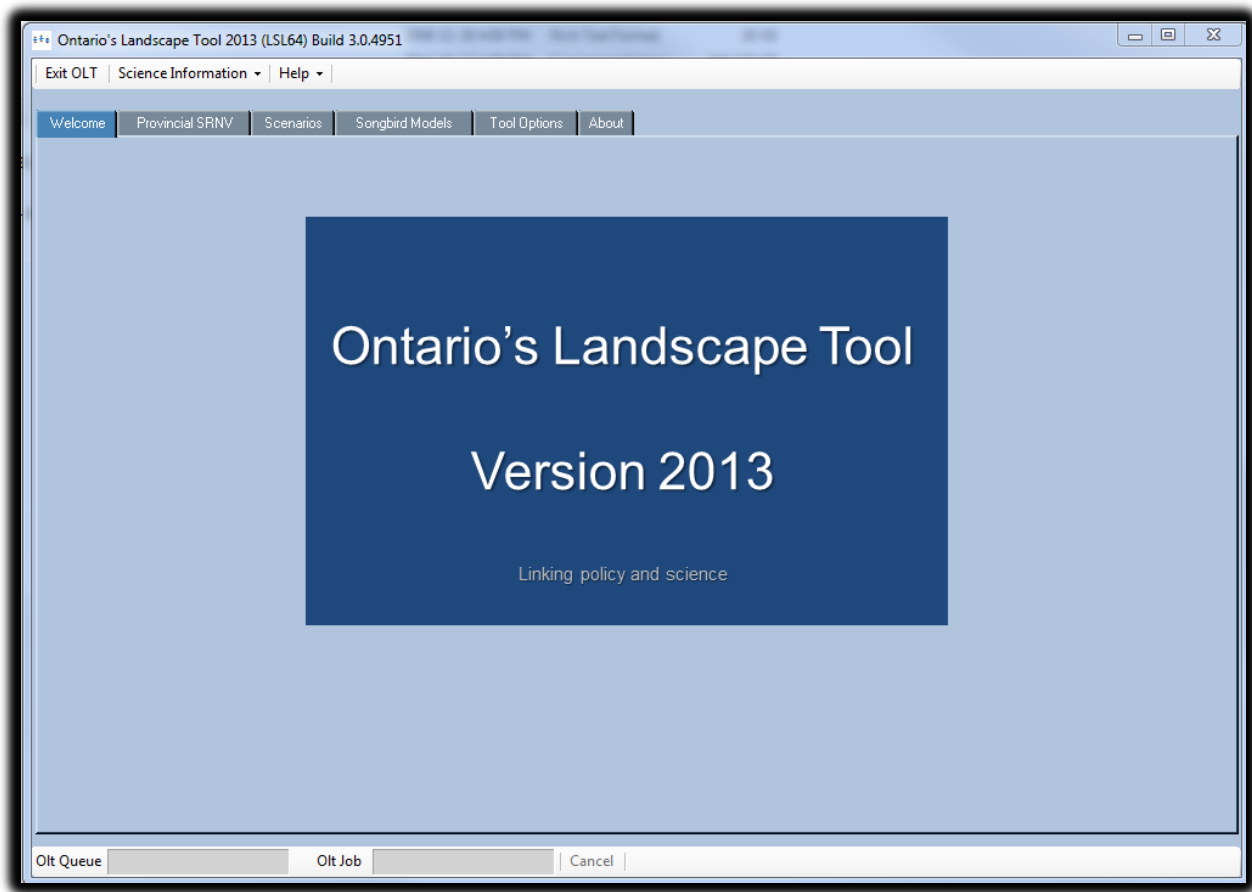 Ontario's Landscape Tool 2013 (LSL64) Build 3.0.4951
Exit OLT Science Information Help
Welcome Provincial SRNV Scenarios Songbird Models Tool Options About
Ontario's Landscape Tool
Version 2013
Linking policy and science
Olt Queue Olt Job Cancel